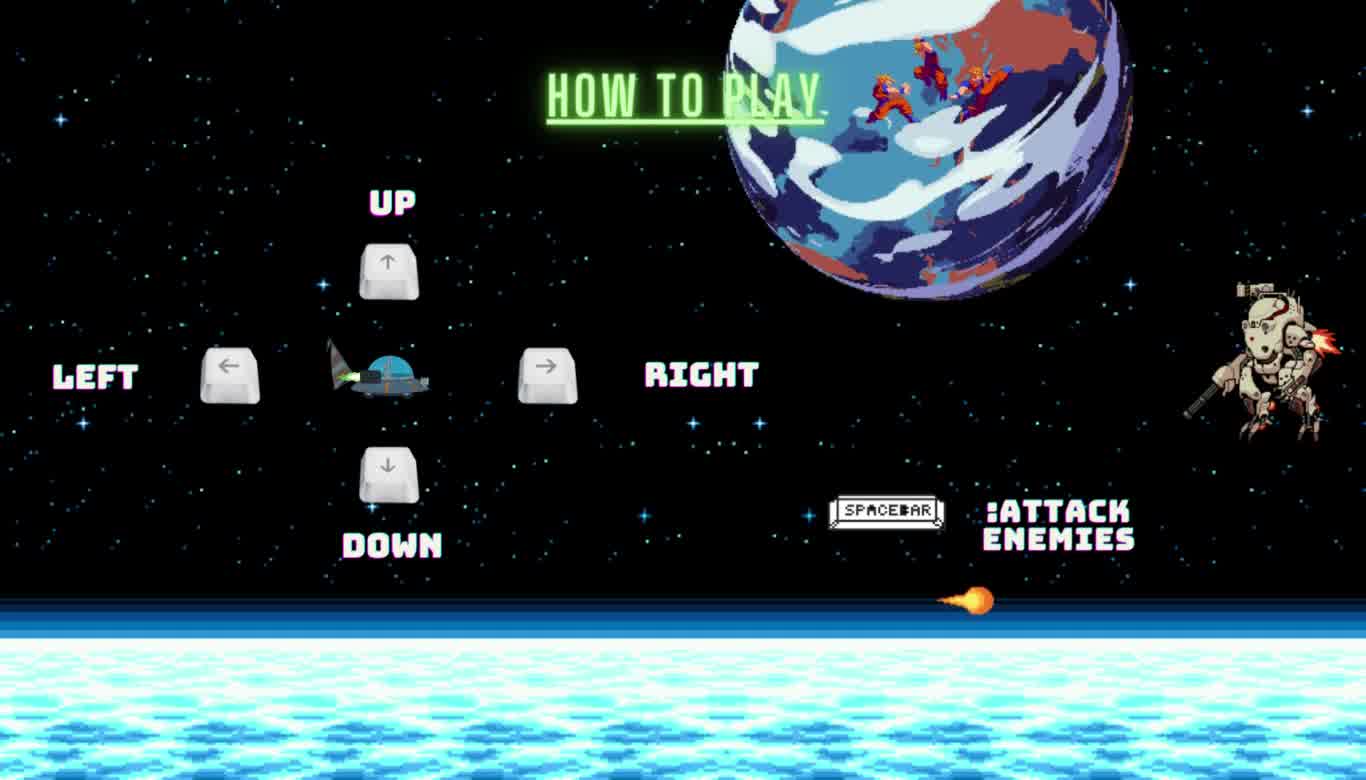 HOW TO PLAY
UP
↑
LEFT
←
→
RIGHT
↓
SPACEBAR
:ATTACK
ENEMIES
DOWN